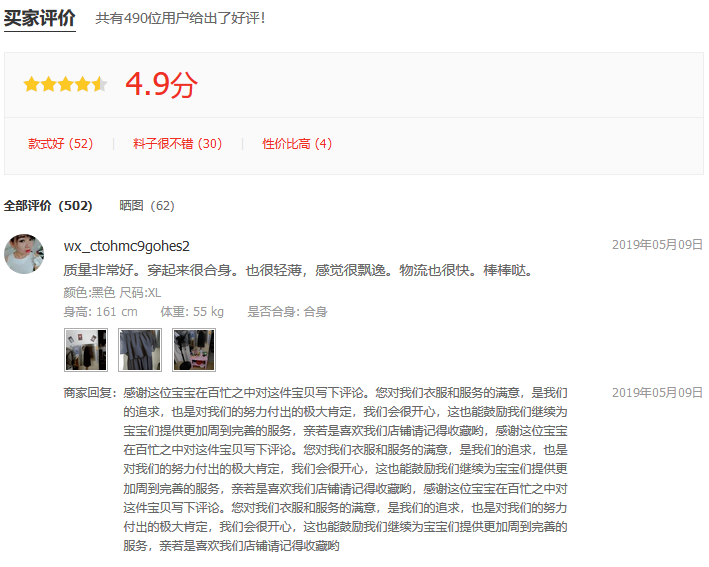 买家评价 共有490位用户给出了好评！
4.9分
款式好 (52) 料子很不错 (30) 性价比高 (4)
全部评价 (502) 晒图 (62)
wx_ctohmc9gohes2 2019年05月09日
质量非常好。穿起来很合身。也很轻薄，感觉很飘逸。物流也很快。棒棒哒。
颜色:黑色 尺码:XL
身高: 161 cm 体重: 55 kg 是否合身: 合身
商家回复： 感谢这位宝宝在百忙之中对这件宝贝写下评论。您对我们衣服和服务的满意，是我们 2019年05月09日
的追求，也是对我们的努力付出的极大肯定，我们会很开心，这也能鼓励我们继续为
宝宝们提供更加周到完善的服务，亲若是喜欢我们店铺请记得收藏哟，感谢这位宝宝
在百忙之中对这件宝贝写下评论。您对我们衣服和服务的满意，是我们的追求，也是
对我们的努力付出的极大肯定，我们会很开心，这也能鼓励我们继续为宝宝们提供更
加周到完善的服务，亲若是喜欢我们店铺请记得收藏哟，感谢这位宝宝在百忙之中对
这件宝贝写下评论。您对我们衣服和服务的满意，是我们的追求，也是对我们的努力
付出的极大肯定，我们会很开心，这也能鼓励我们继续为宝宝们提供更加周到完善的
服务，亲若是喜欢我们店铺请记得收藏哟